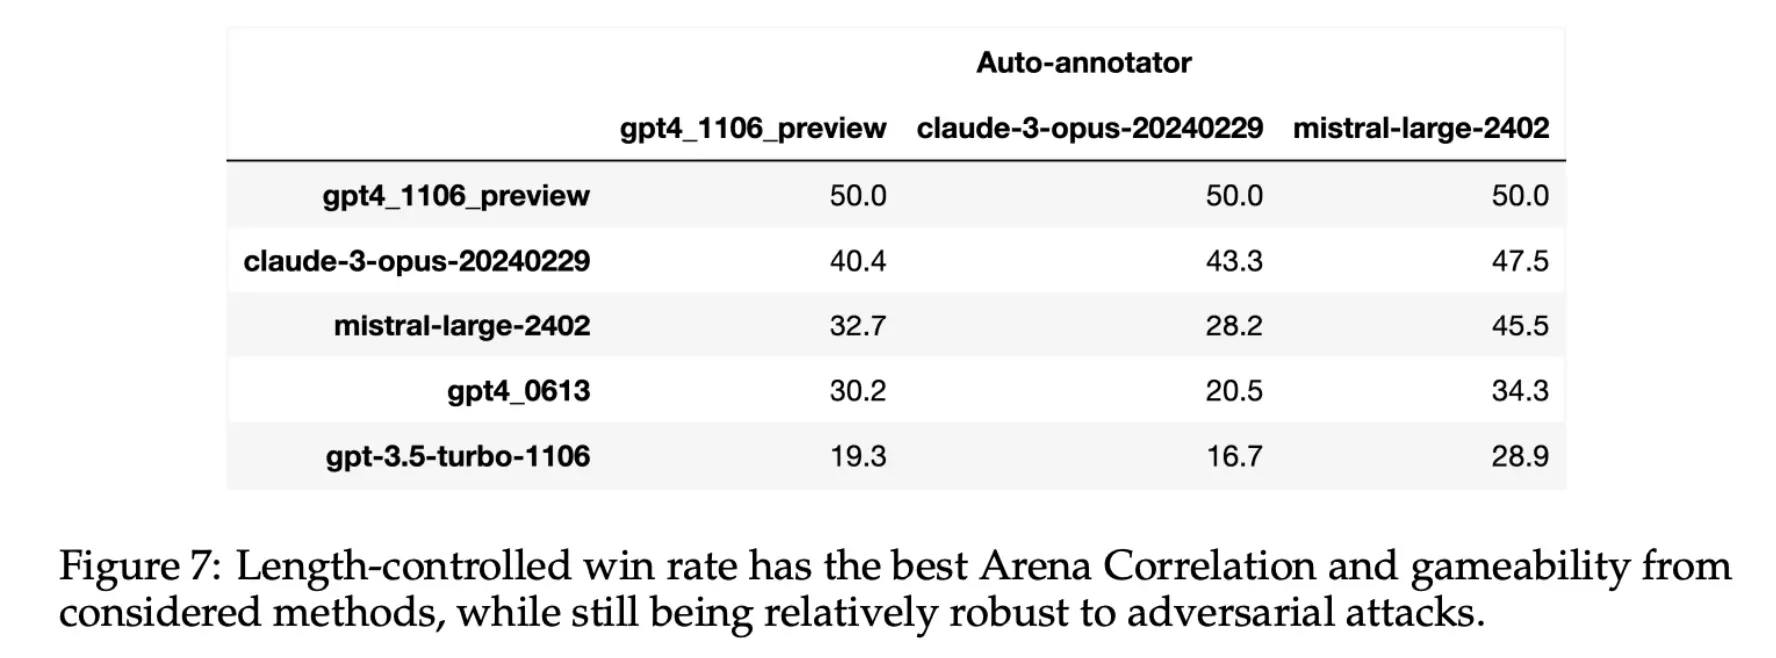 Auto-annotator
gpt4_1106_preview claude-3-opus-20240229 mistral-large-2402
gpt4_1106_preview 50.0 50.0 50.0
claude-3-opus-20240229 40.4 43.3 47.5
mistral-large-2402 32.7 28.2 45.5
gpt4_0613 30.2 20.5 34.3
gpt-3.5-turbo-1106 19.3 16.7 28.9
Figure 7: Length-controlled win rate has the best Arena Correlation and gameability from
considered methods, while still being relatively robust to adversarial attacks.